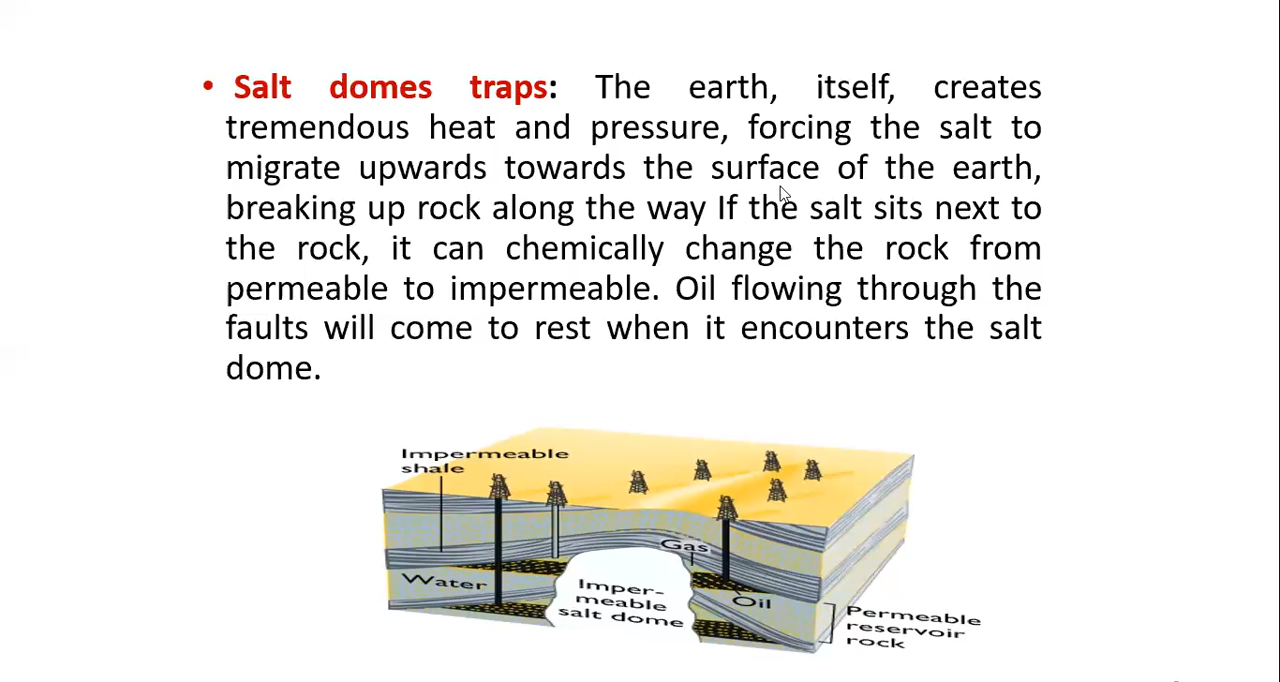 • Salt domes traps: The earth, itself, creates
tremendous heat and pressure, forcing the salt to
migrate upwards towards the surface of the earth,
breaking up rock along the way If the salt sits next to
the rock, it can chemically change the rock from
permeable to impermeable. Oil flowing through the
faults will come to rest when it encounters the salt
dome.
Impermeable
shale
Gas
Water
Imper-
meable
salt dome
Oil
Permeable
reservoir
rock